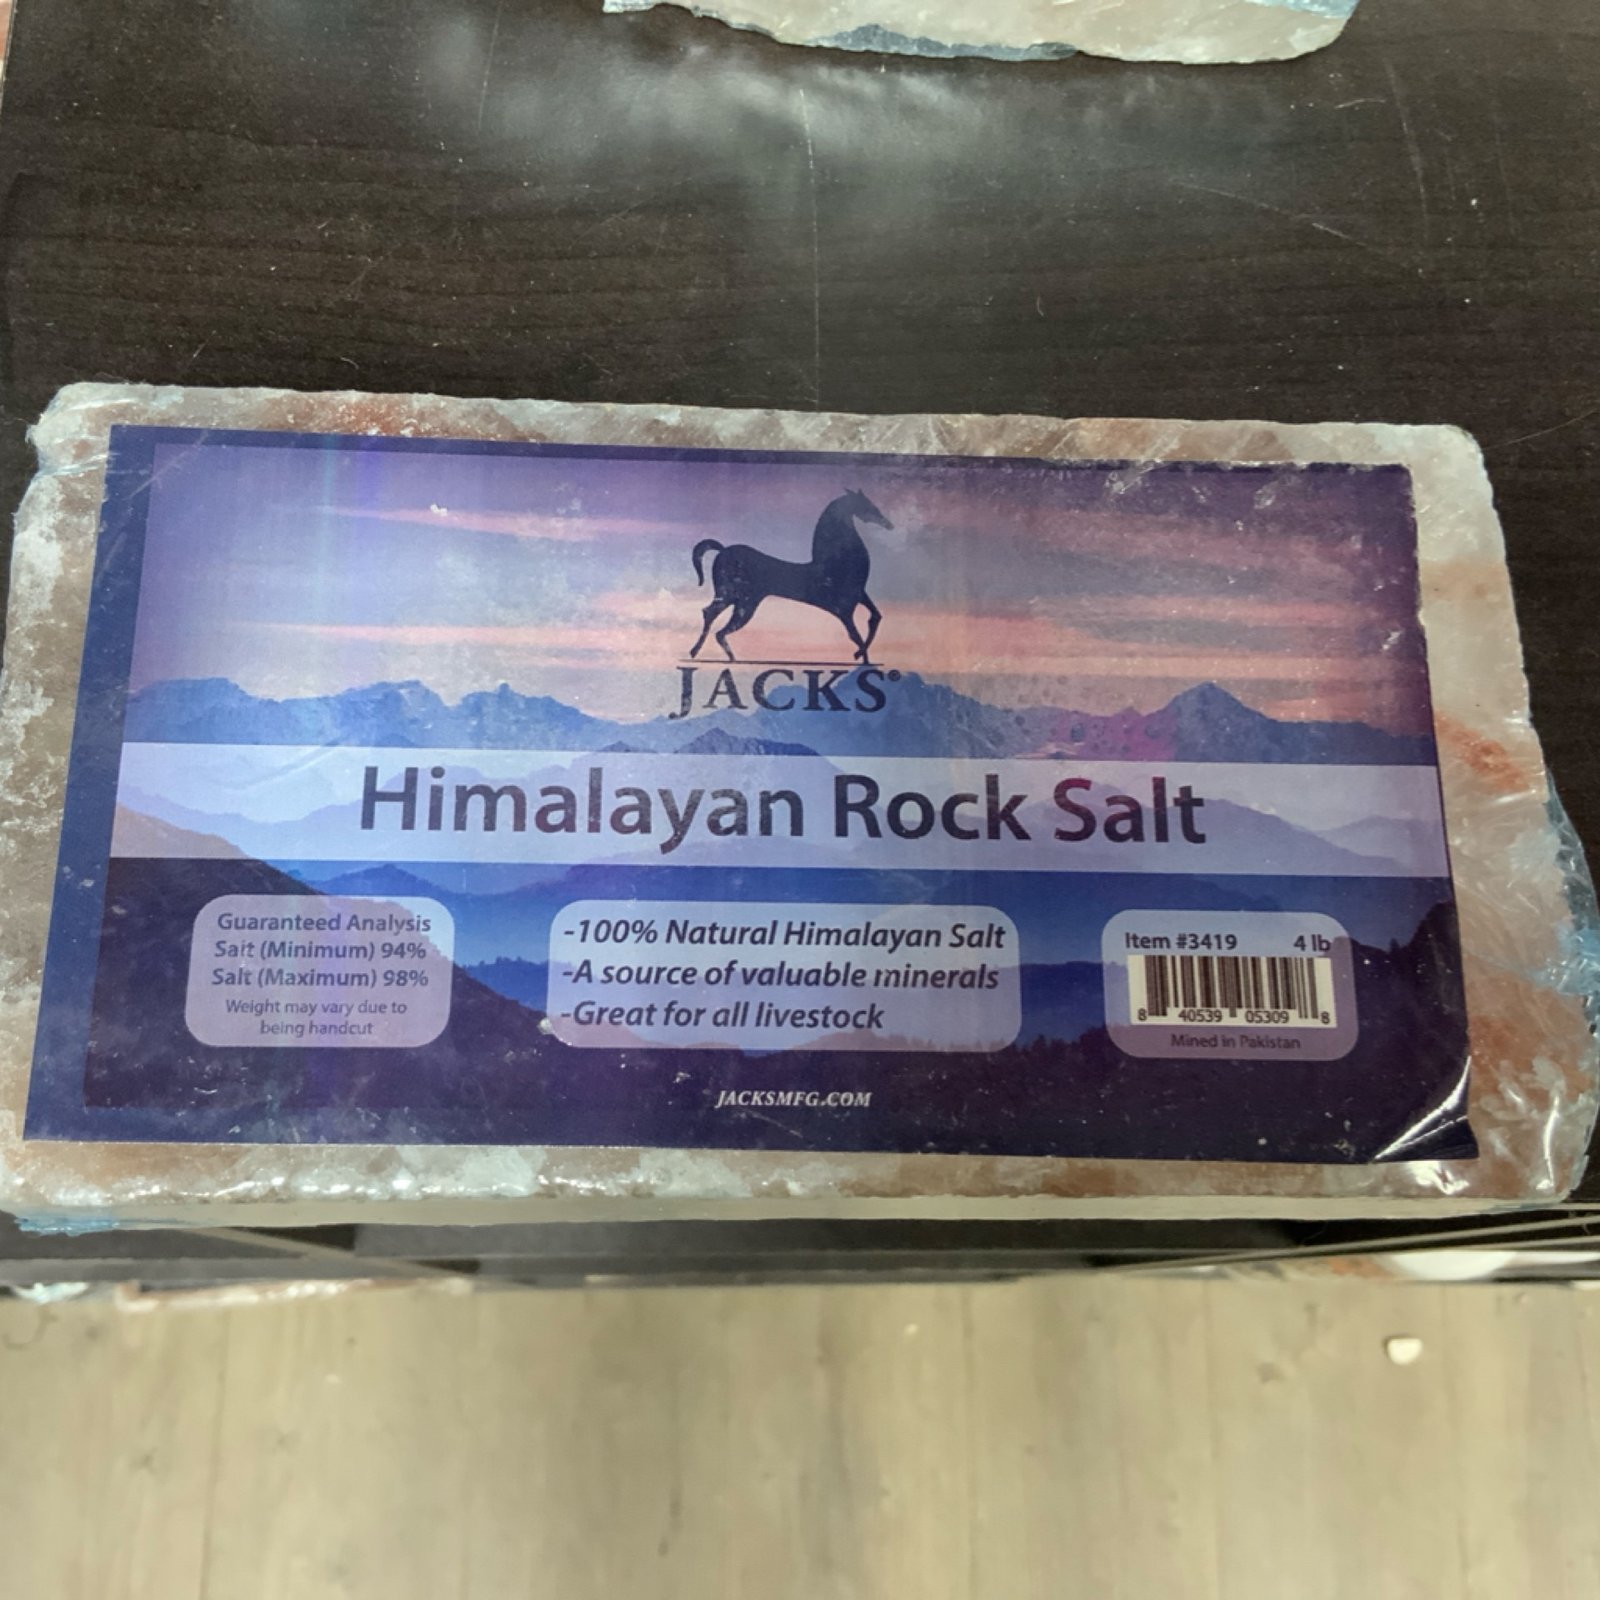 JACKS®
Himalayan Rock Salt
Guaranteed Analysis
Salt (Minimum) 94%
Salt (Maximum) 98%
Weight may vary due to
being handcut
-100% Natural Himalayan Salt
-A source of valuable minerals
-Great for all livestock
Item #3419 4 lb
8 40539 05309 8
Mined in Pakistan
JACKSMFG.COM